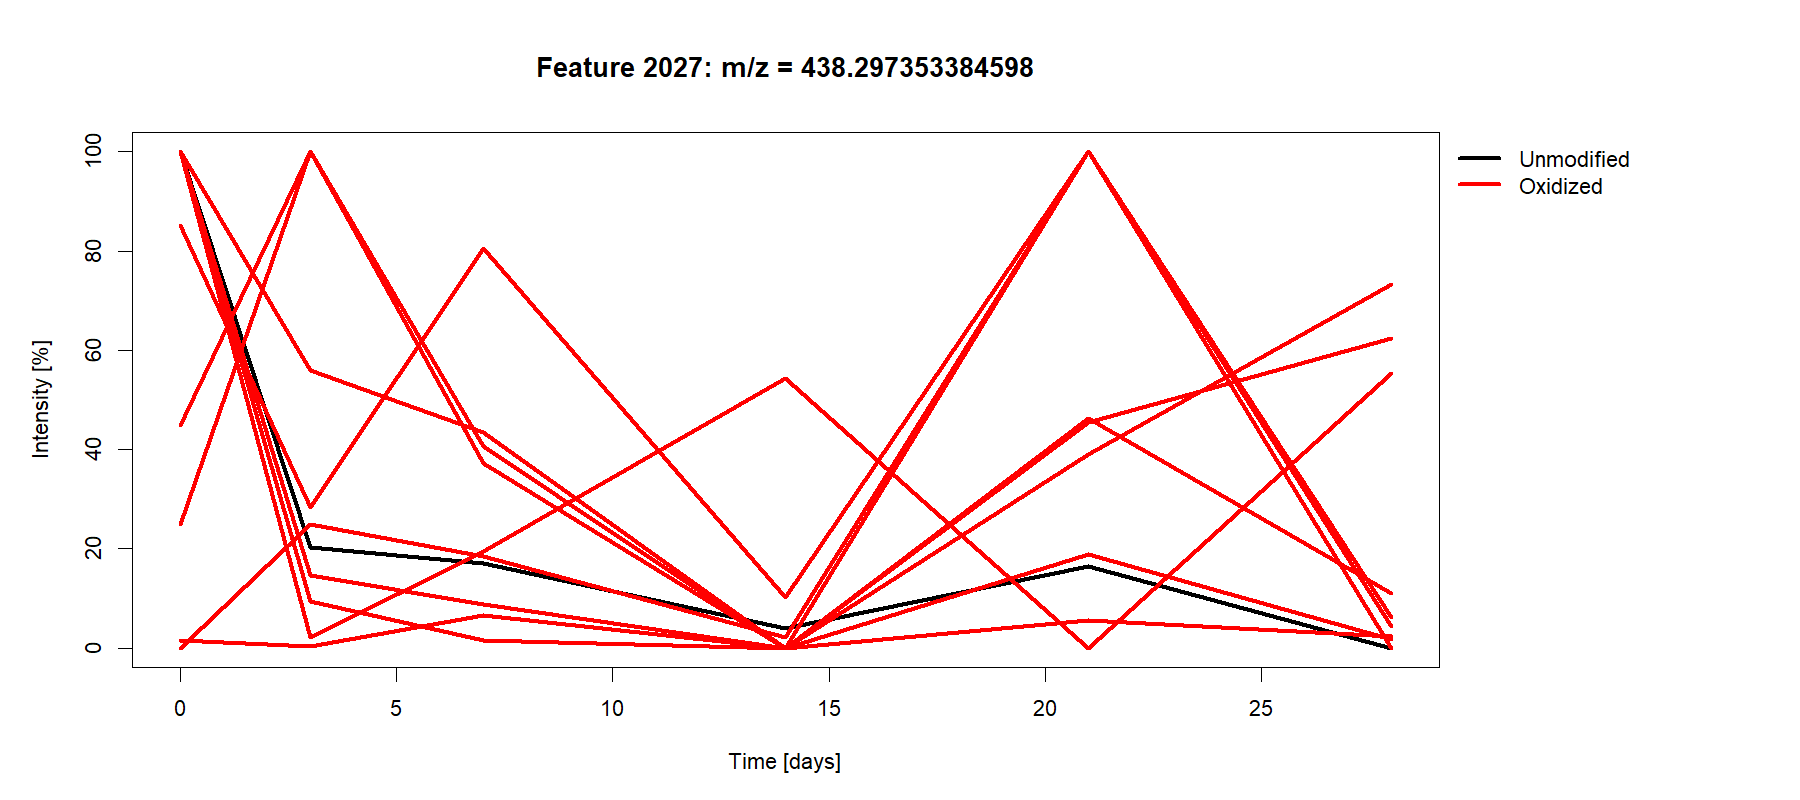 Feature 2027: m/z = 438.297353384598
Unmodified
Oxidized
Intensity [%]
100
80
60
40
20
0
0 5 10 15 20 25
Time [days]